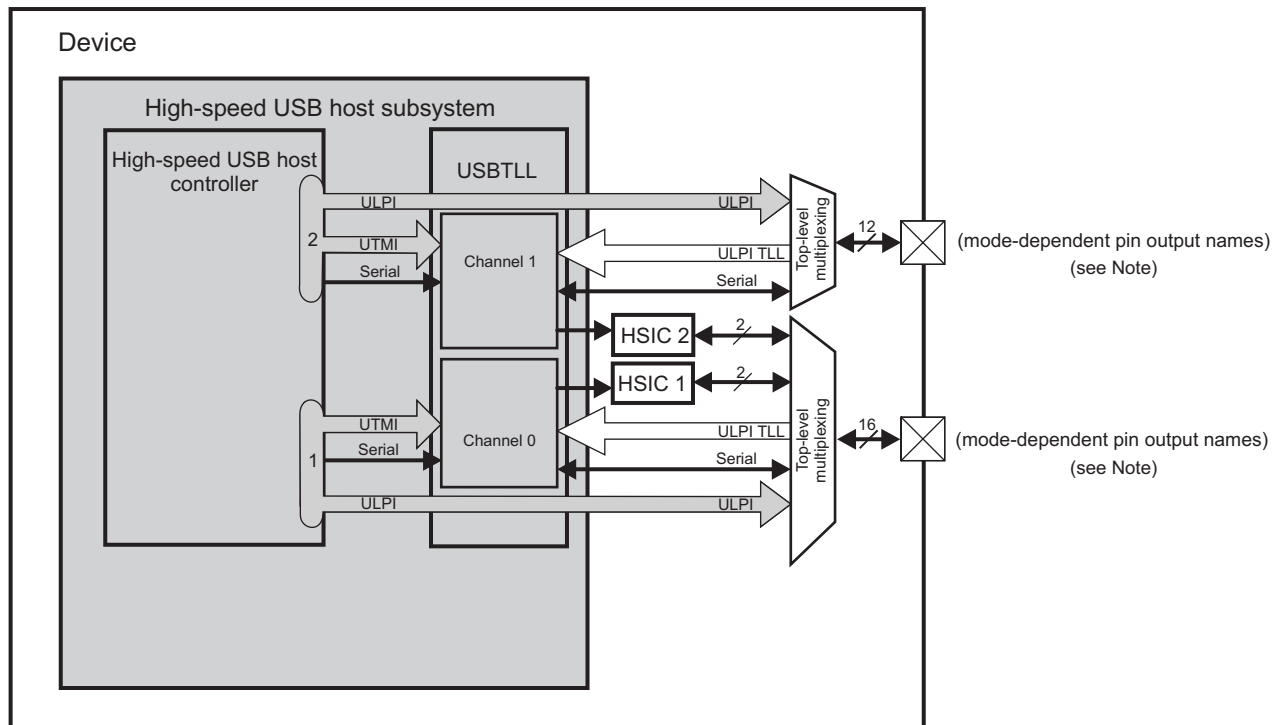 Device
High-speed USB host subsystem
High-speed USB host
controller
USBTLL
ULPI
ULPI
2
UTMI
Channel 1
ULPI TLL
Serial
Serial
Top-level
multiplexing
12
(mode-dependent pin output names)
(see Note)
HSIC 2
2
HSIC 1
2
1
UTMI
Channel 0
ULPI TLL
Serial
Serial
ULPI
ULPI
Top-level
multiplexing
16
(mode-dependent pin output names)
(see Note)